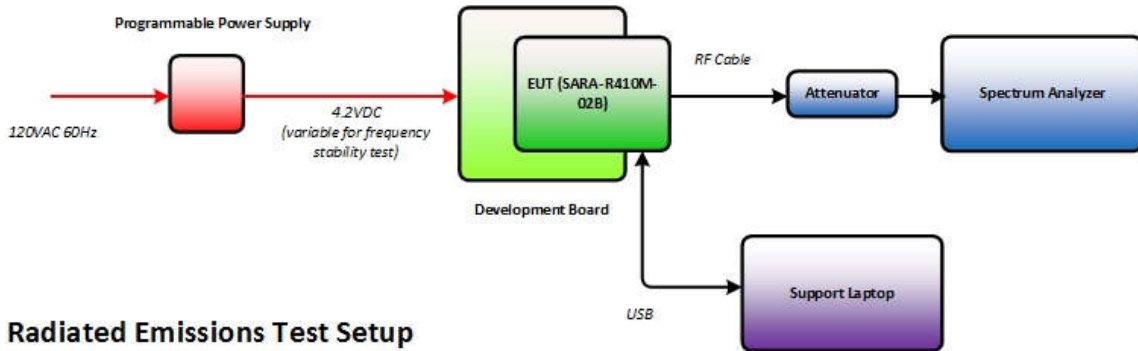 Programmable Power Supply
120VAC 60Hz
4.2VDC
(variable for frequency
stability test)
EUT (SARA-R410M-
02B)
Development Board
RF Cable
Attenuator
Spectrum Analyzer
USB
Support Laptop
Radiated Emissions Test Setup